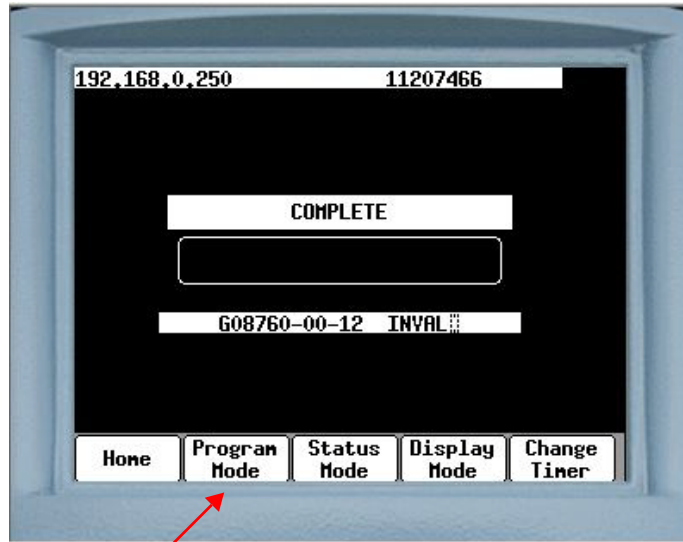 192.168.0.250 11207466
COMPLETE
G08760-00-12 INVAL
Home
Program Mode
Status Mode
Display Mode
Change Timer